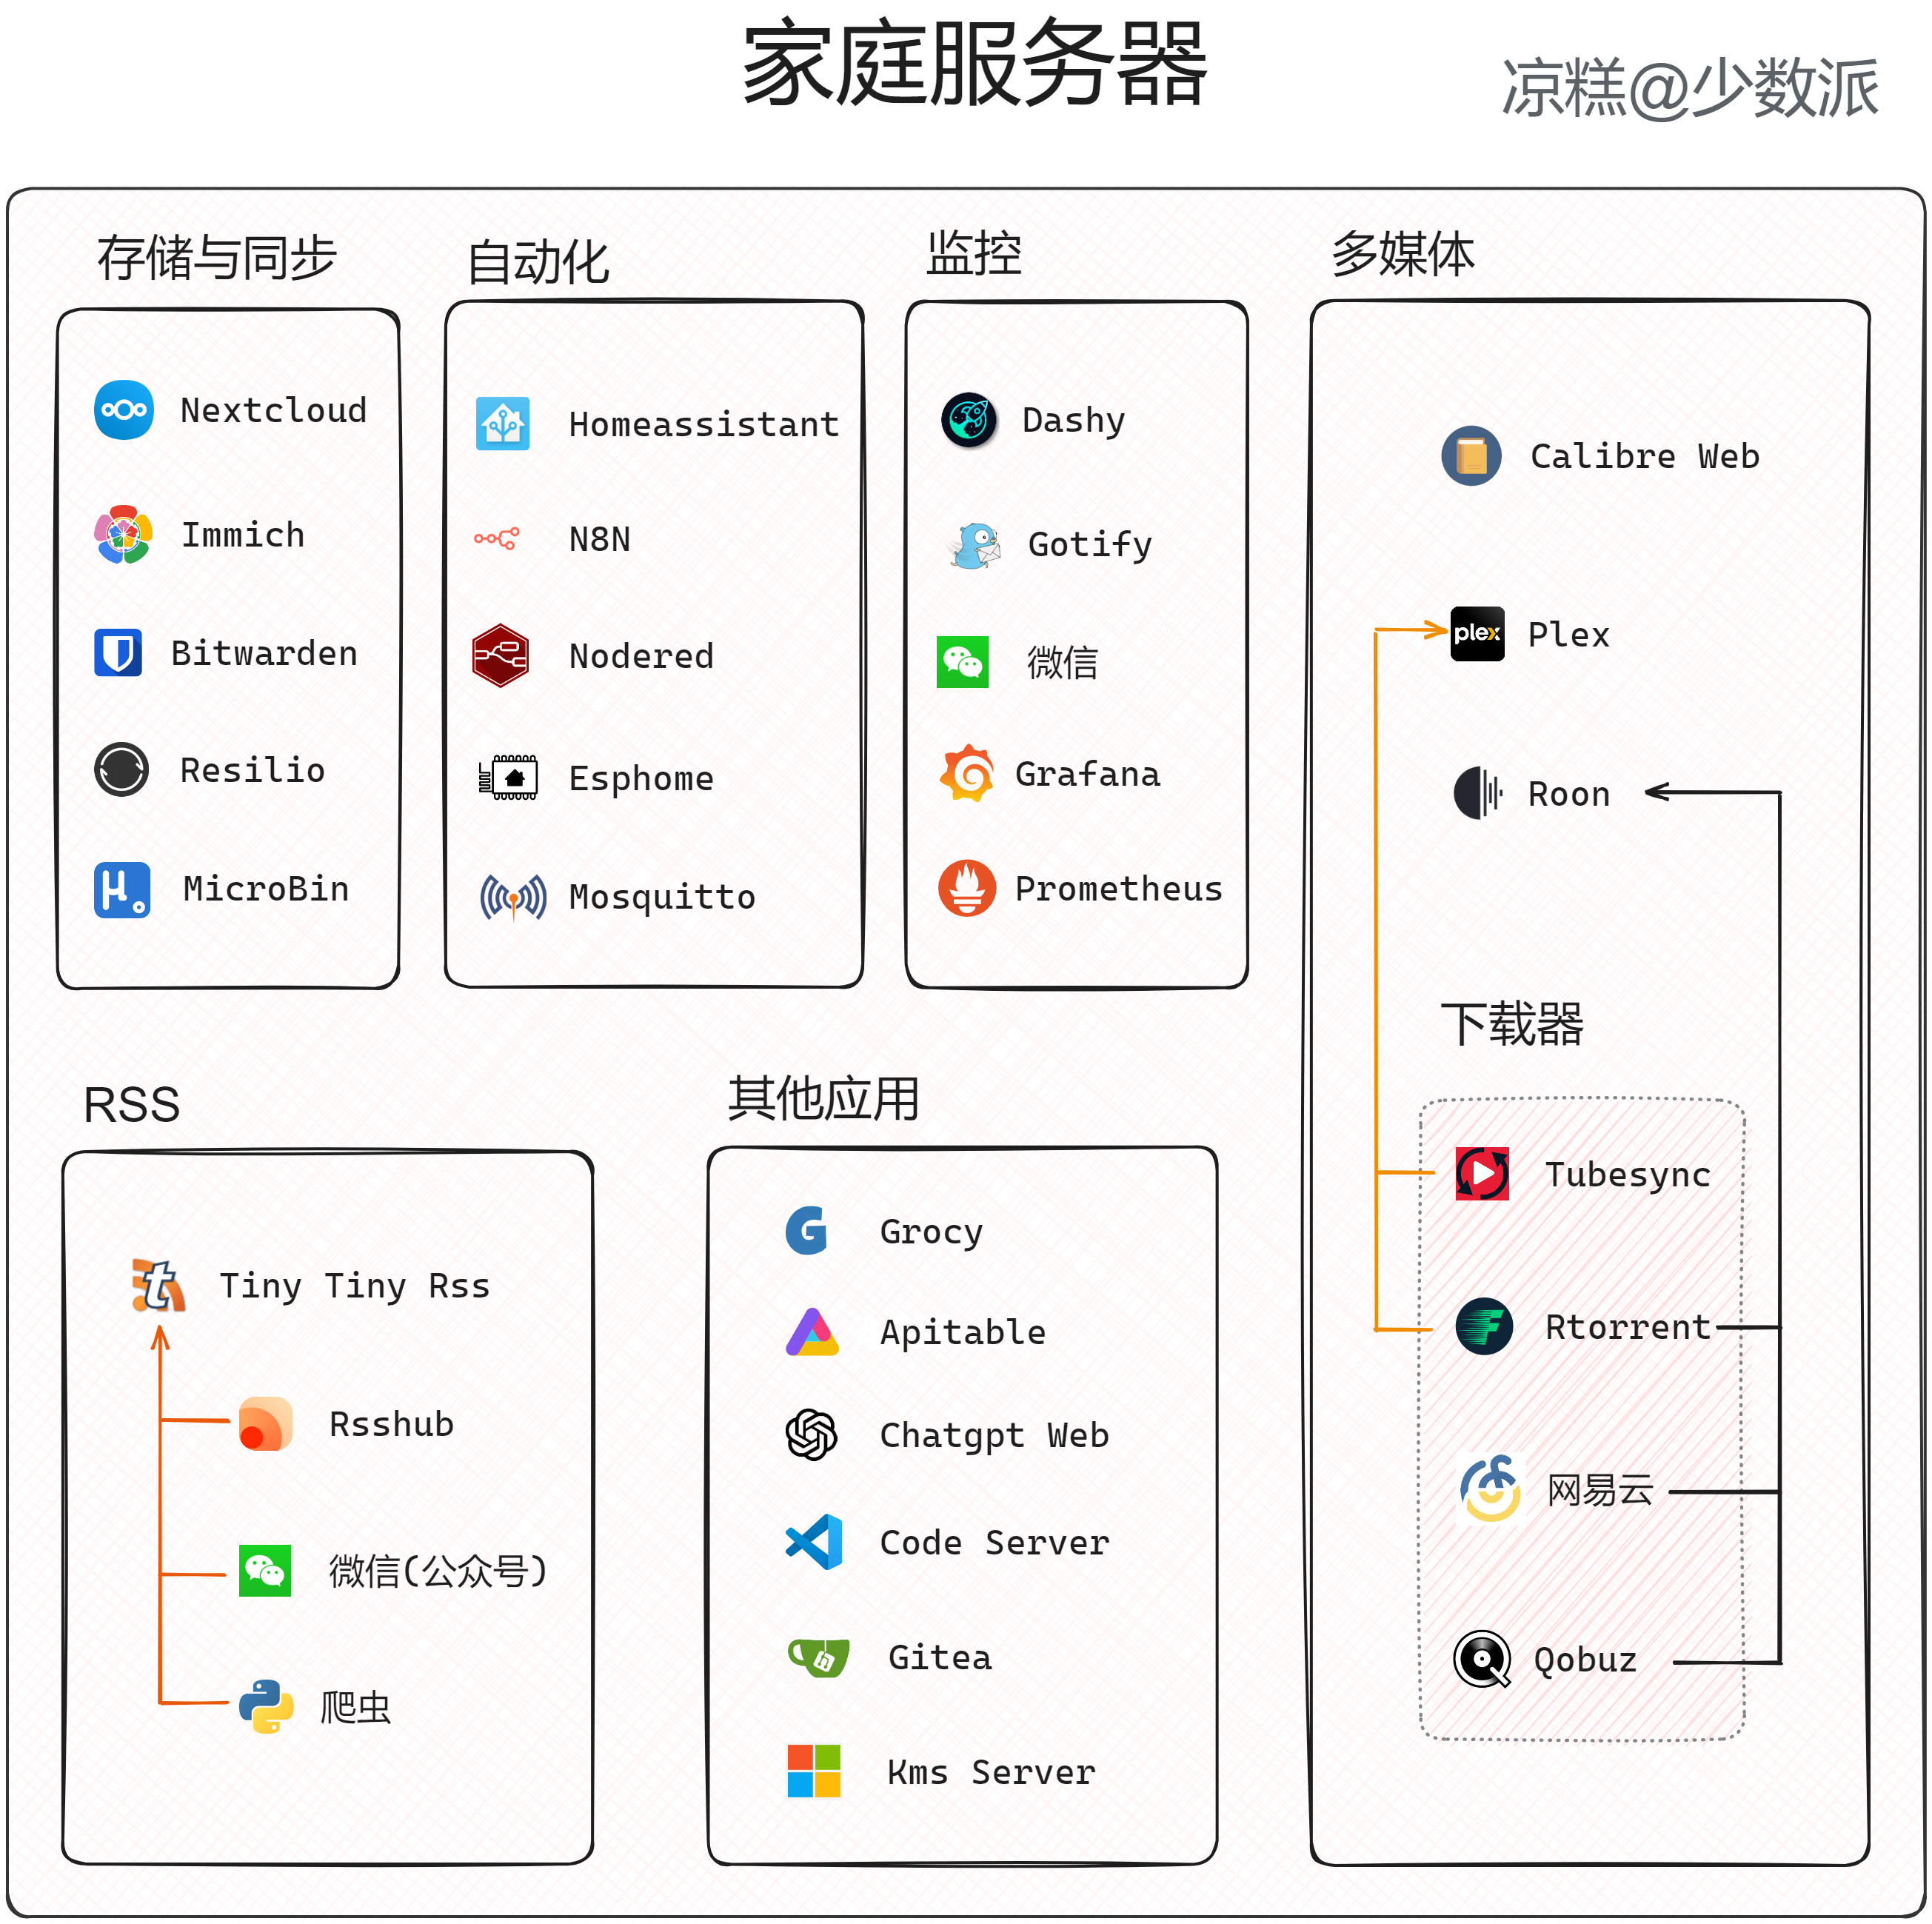 家庭服务器
凉糕@少数派
存储与同步
Nextcloud
Immich
Bitwarden
Resilio
MicroBin
自动化
Homeassistant
N8N
Nodered
Esphome
Mosquitto
监控
Dashy
Gotify
微信
Grafana
Prometheus
多媒体
Calibre Web
plex
Plex
Roon
下载器
Tubesync
Rtorrent
网易云
Qobuz
RSS
Tiny Tiny Rss
Rsshub
微信(公众号)
爬虫
其他应用
Grocy
Apitable
Chatgpt Web
Code Server
Gitea
Kms Server